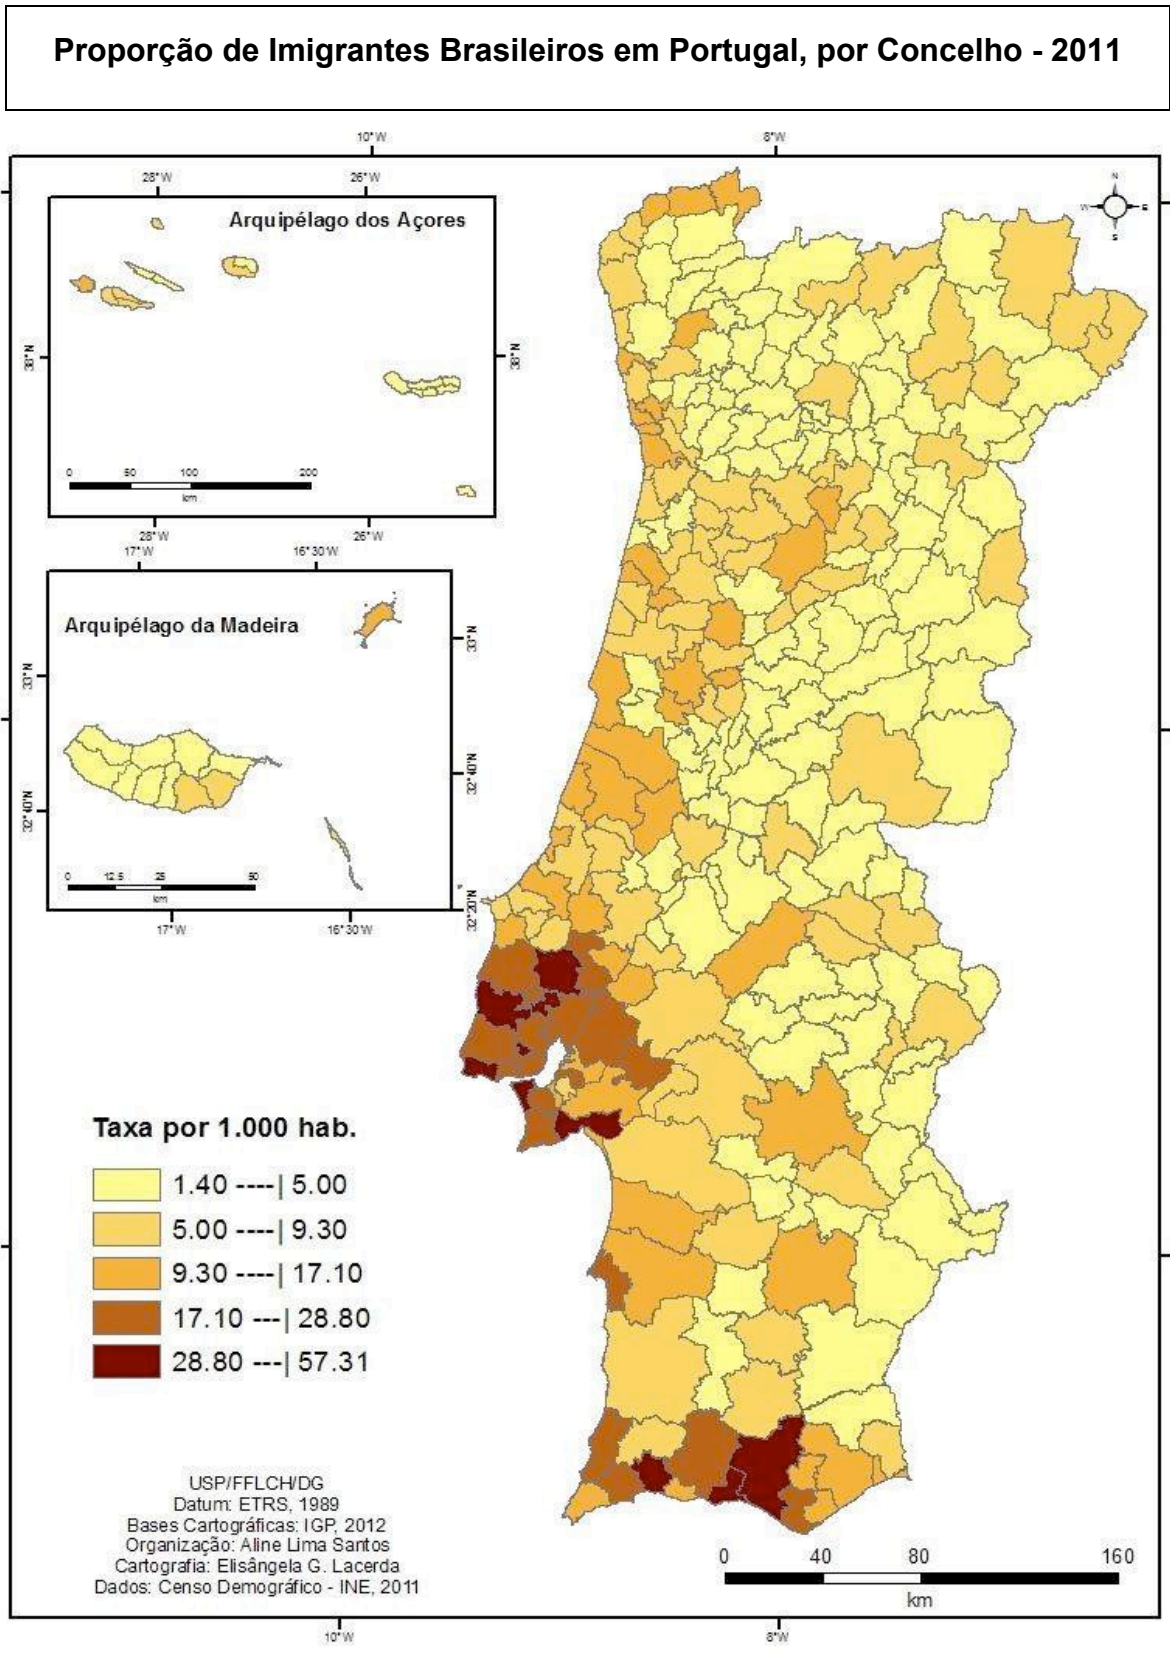 Proporção de Imigrantes Brasileiros em Portugal, por Concelho - 2011
10°W
8°W
28°W
26°W
Arquipélago dos Açores
N
W
E
S
38°N
38°N
0
50
100
200
km
28°W
26°W
17°W
16°30'W
Arquipélago da Madeira
33°N
33°N
32°40'N
32°40'N
0
12.5
25
50
km
32°20'N
17°W
16°30'W
Taxa por 1.000 hab.
1.40 ----| 5.00
5.00 ----| 9.30
9.30 ----| 17.10
17.10 ---| 28.80
28.80 ---| 57.31
USP/FFLCH/DG
Datum: ETRS, 1989
Bases Cartográficas: IGP, 2012
Organização: Aline Lima Santos
Cartografia: Elisângela G. Lacerda
Dados: Censo Demográfico - INE, 2011
0
40
80
160
km
10°W
8°W